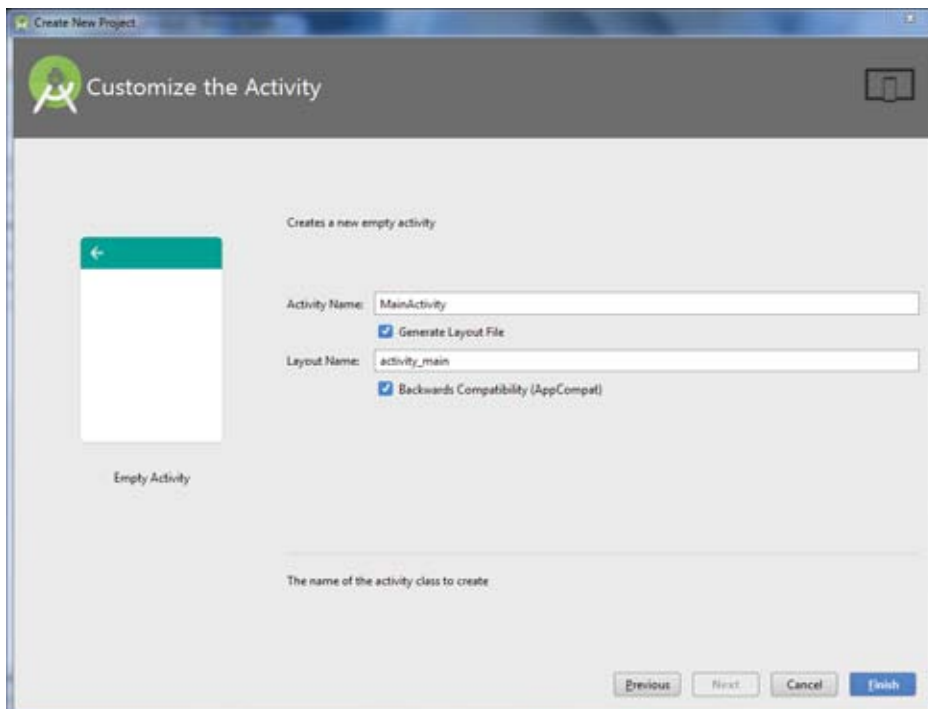 Create New Project
Customize the Activity
Creates a new empty activity
Activity Name: MainActivity
Generate Layout File
Layout Name: activity_main
Backwards Compatibility (AppCompat)
Empty Activity
The name of the activity class to create
Previous Next Cancel Finish